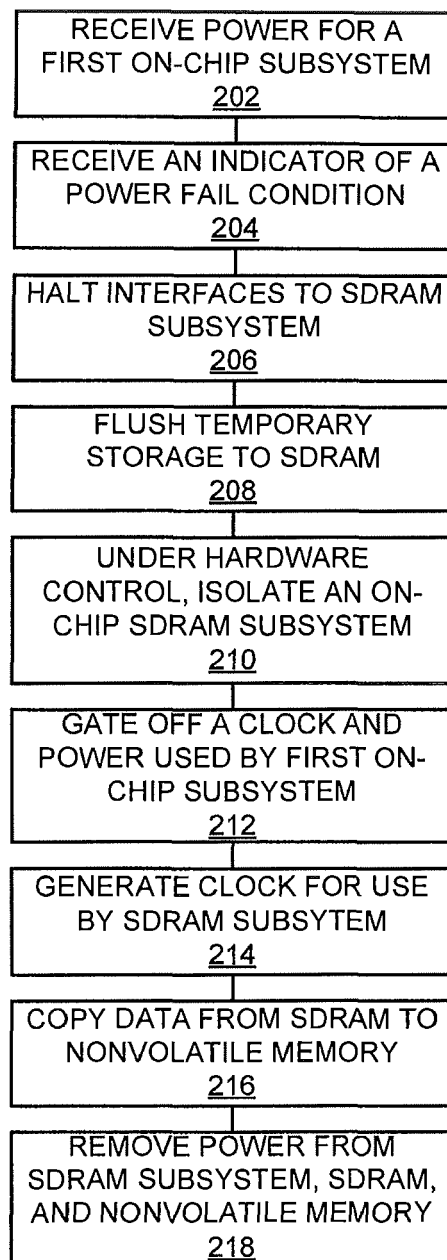 RECEIVE POWER FOR A
FIRST ON-CHIP SUBSYSTEM
202
RECEIVE AN INDICATOR OF A
POWER FAIL CONDITION
204
HALT INTERFACES TO SDRAM
SUBSYSTEM
206
FLUSH TEMPORARY
STORAGE TO SDRAM
208
UNDER HARDWARE
CONTROL, ISOLATE AN ON-
CHIP SDRAM SUBSYSTEM
210
GATE OFF A CLOCK AND
POWER USED BY FIRST ON-
CHIP SUBSYSTEM
212
GENERATE CLOCK FOR USE
BY SDRAM SUBSYTEM
214
COPY DATA FROM SDRAM TO
NONVOLATILE MEMORY
216
REMOVE POWER FROM
SDRAM SUBSYSTEM, SDRAM,
AND NONVOLATILE MEMORY
218